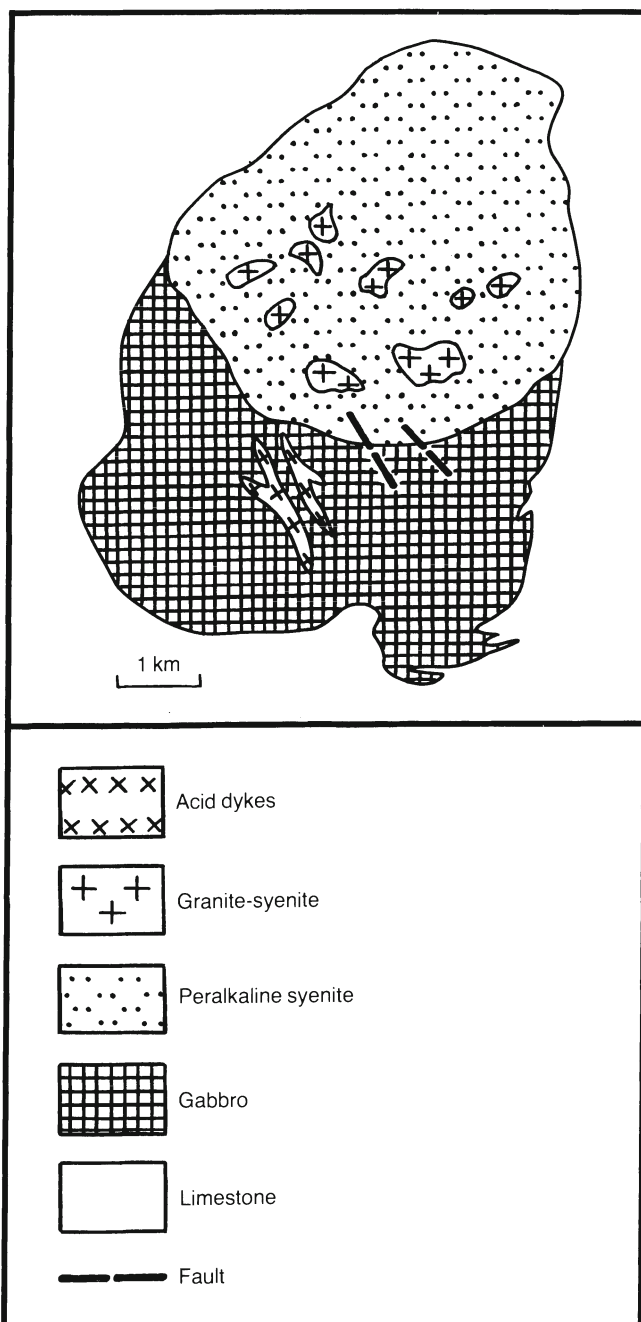 1 km
Acid dykes
Granite-syenite
Peralkaline syenite
Gabbro
Limestone
Fault